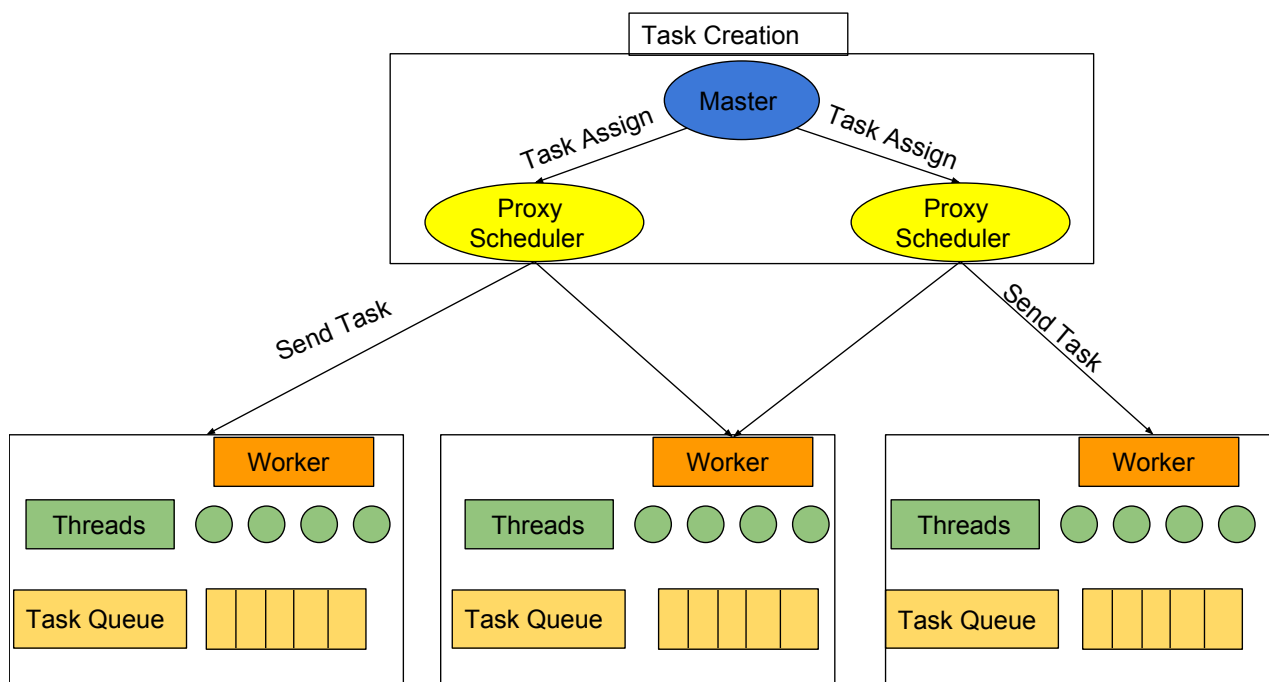 Task Creation
Master
Task Assign
Task Assign
Proxy
Scheduler
Proxy
Scheduler
Send Task
Send Task
Worker
Worker
Worker
Threads
Threads
Threads
Task Queue
Task Queue
Task Queue